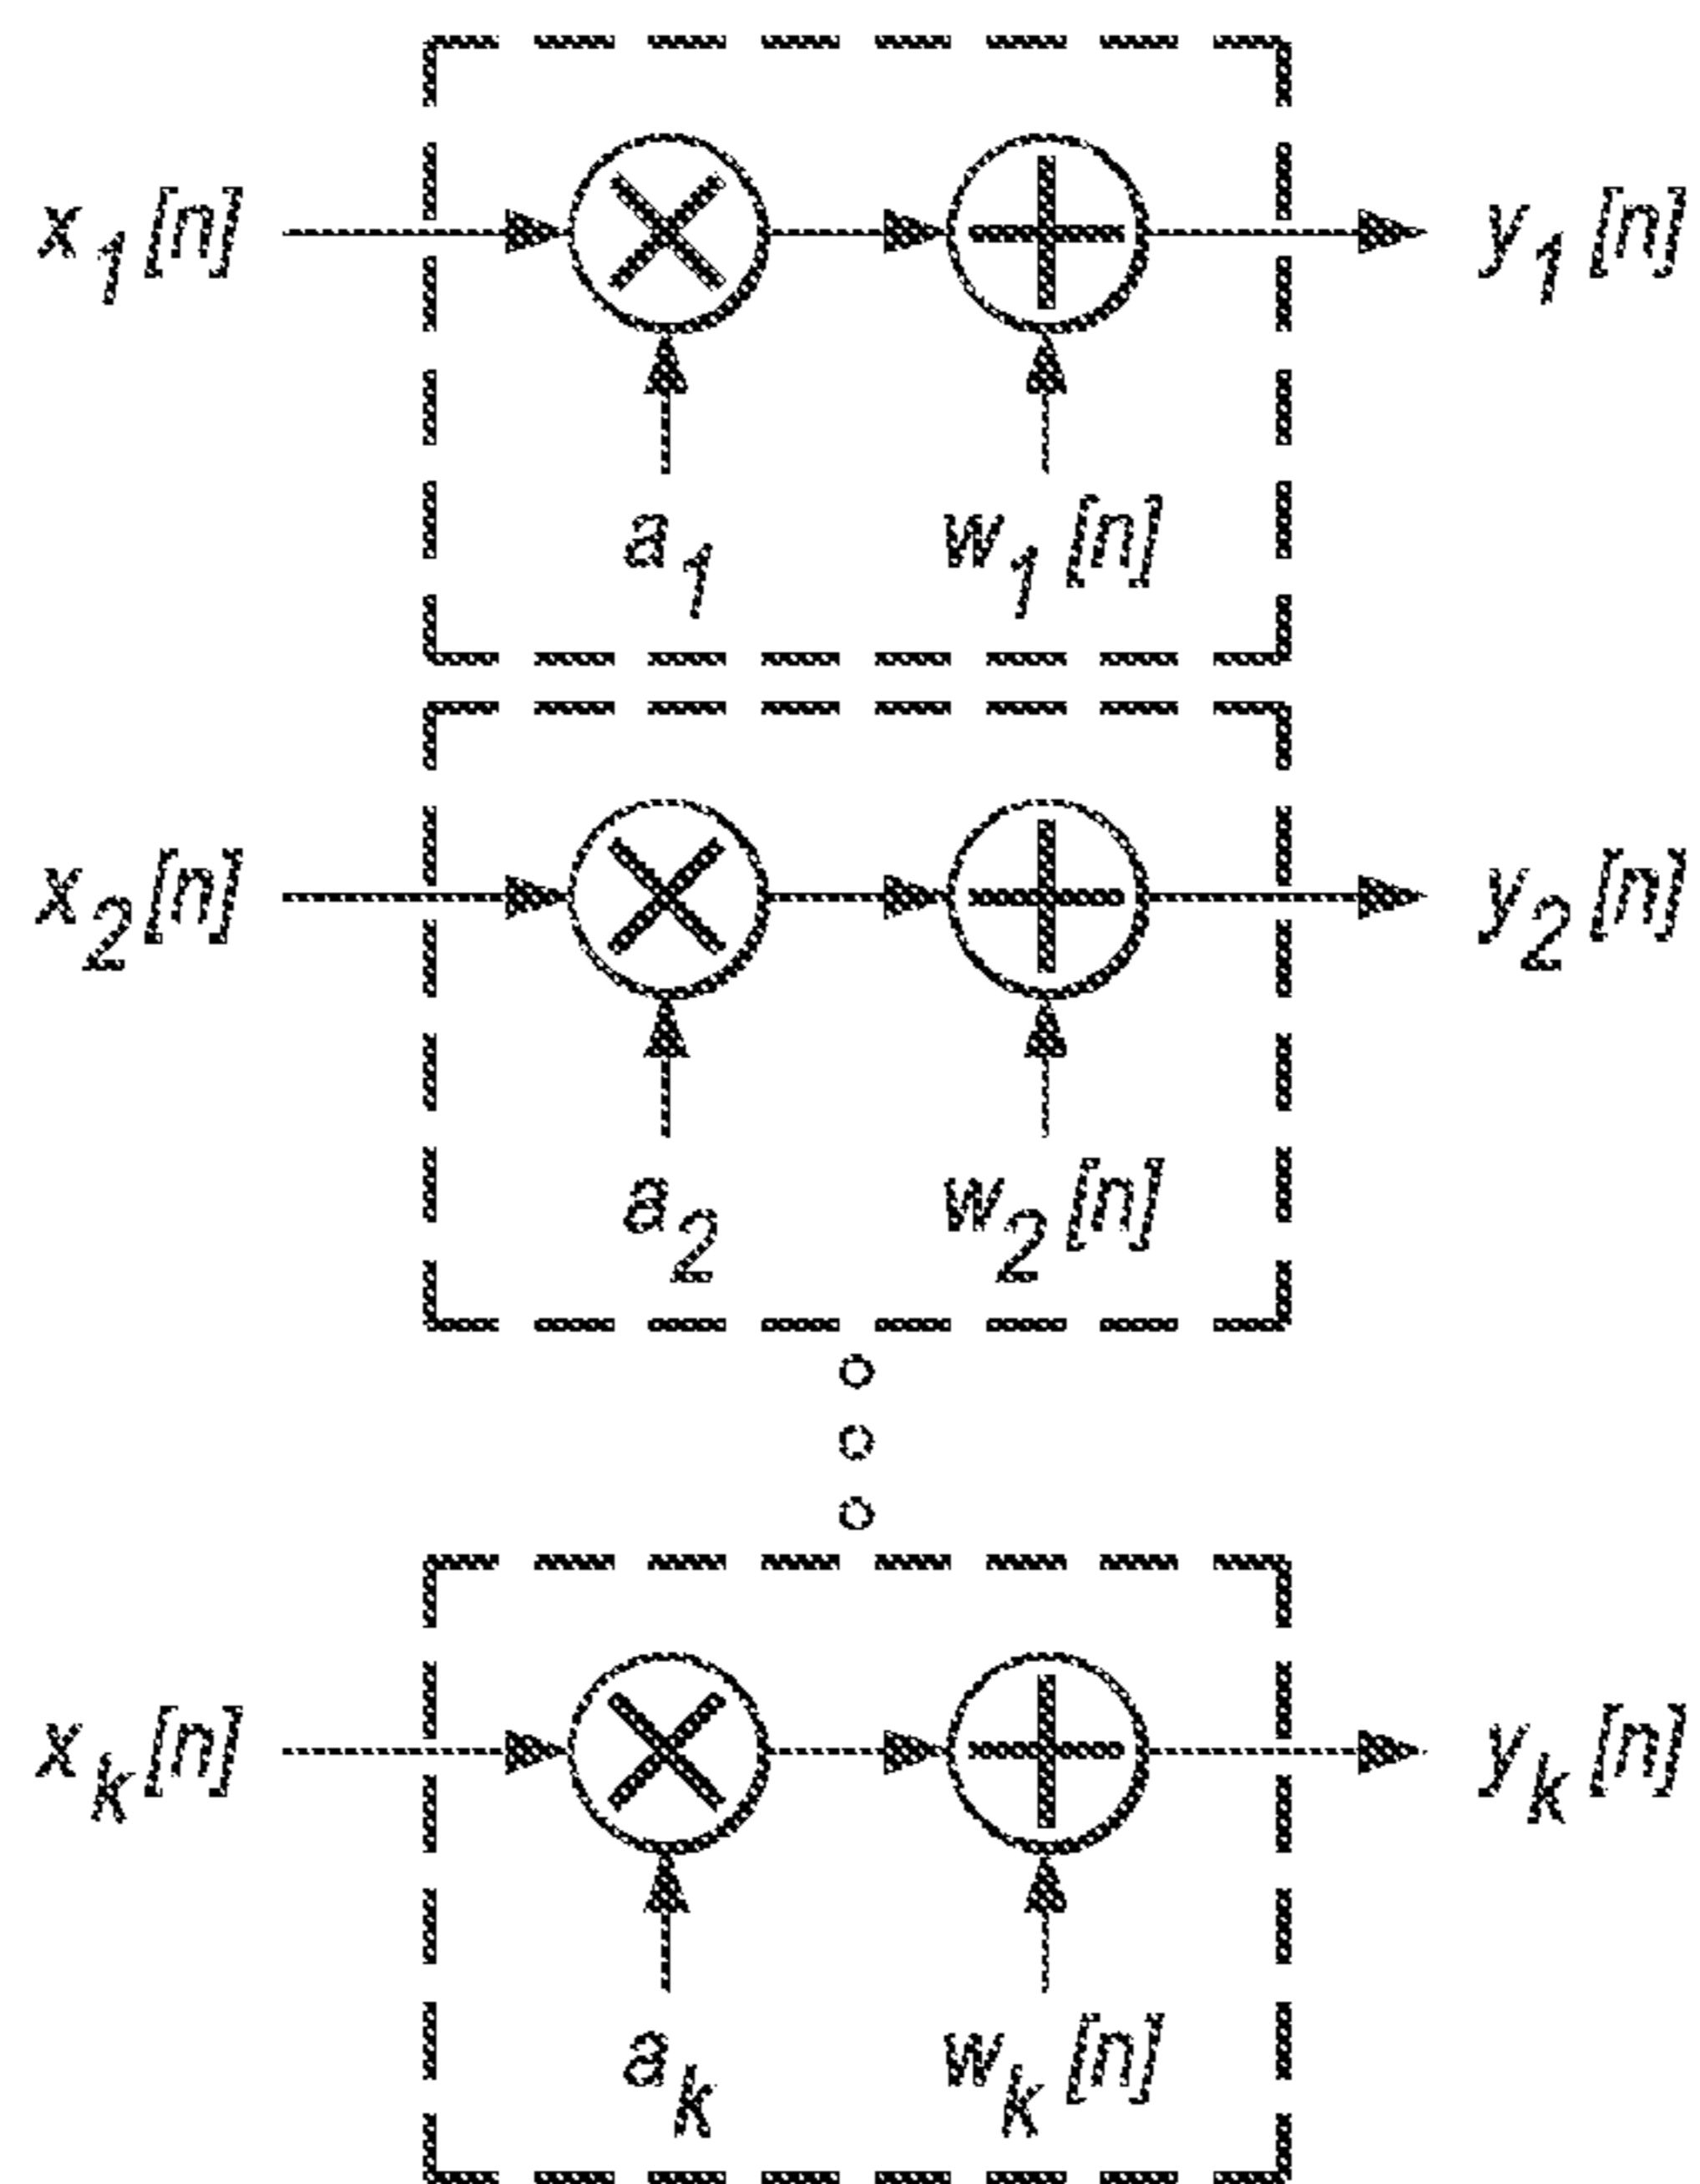 x₁[n] y₁[n]
a₁ w₁[n]
x₂[n] y₂[n]
a₂ w₂[n]
xₖ[n] yₖ[n]
aₖ wₖ[n]